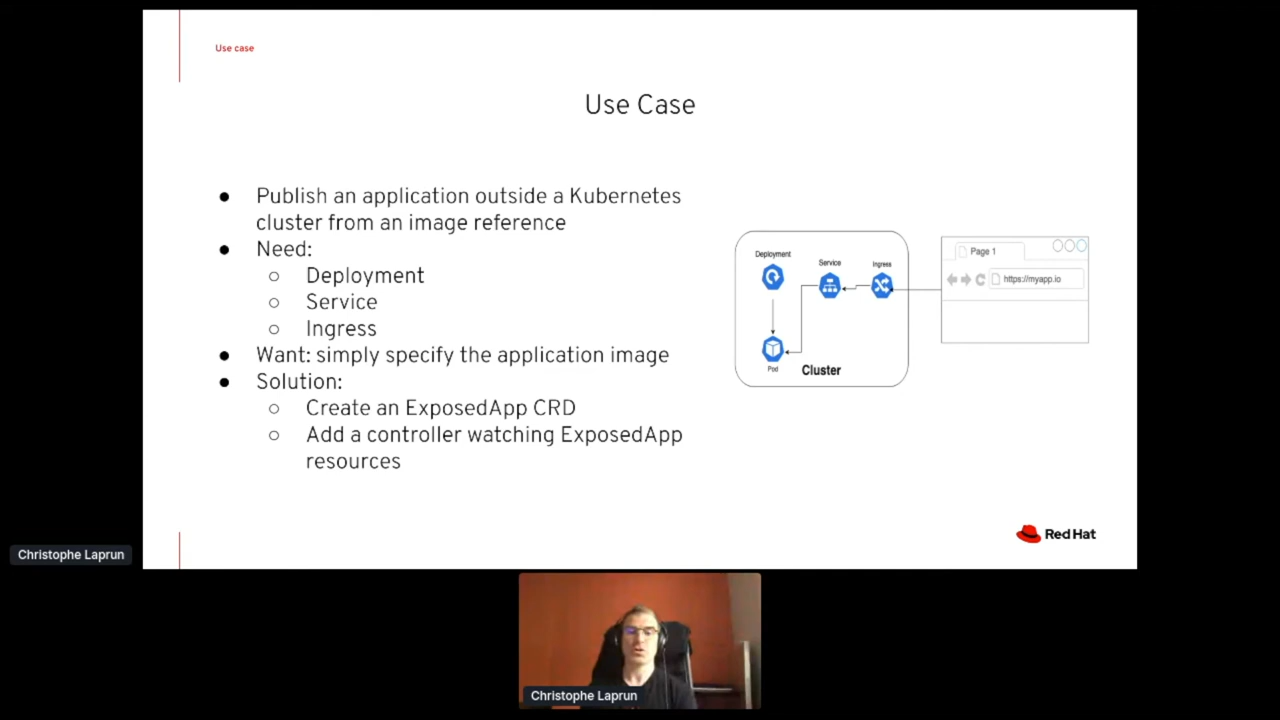 Use case
Use Case
● Publish an application outside a Kubernetes
cluster from an image reference
● Need:
○ Deployment
○ Service
○ Ingress
● Want: simply specify the application image
● Solution:
○ Create an ExposedApp CRD
○ Add a controller watching ExposedApp
resources
Deployment
Service
Ingress
Pod
Cluster
Page 1
https://myapp.io
Red Hat
Christophe Laprun
Christophe Laprun